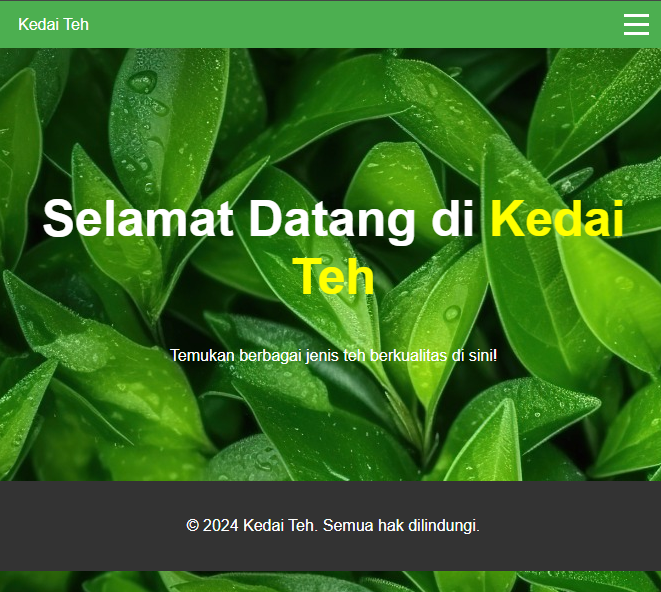 Kedai Teh
Selamat Datang di Kedai
Teh
Temukan berbagai jenis teh berkualitas di sini!
© 2024 Kedai Teh. Semua hak dilindungi.